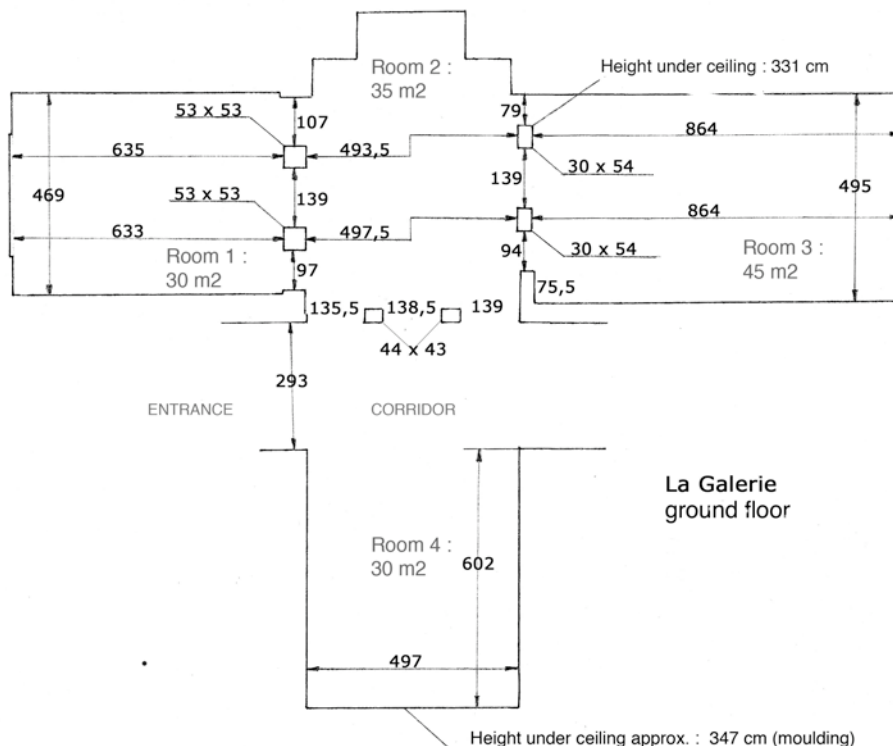 Room 2 :
35 m2
Height under ceiling : 331 cm
53 x 53
107
79
635
493,5
864
30 x 54
469
53 x 53
139
139
495
633
497,5
864
Room 1 :
30 m2
97
94
30 x 54
Room 3 :
45 m2
75,5
135,5
138,5
139
44 x 43
293
ENTRANCE
CORRIDOR
La Galerie
ground floor
Room 4 :
30 m2
602
497
Height under ceiling approx. : 347 cm (moulding)